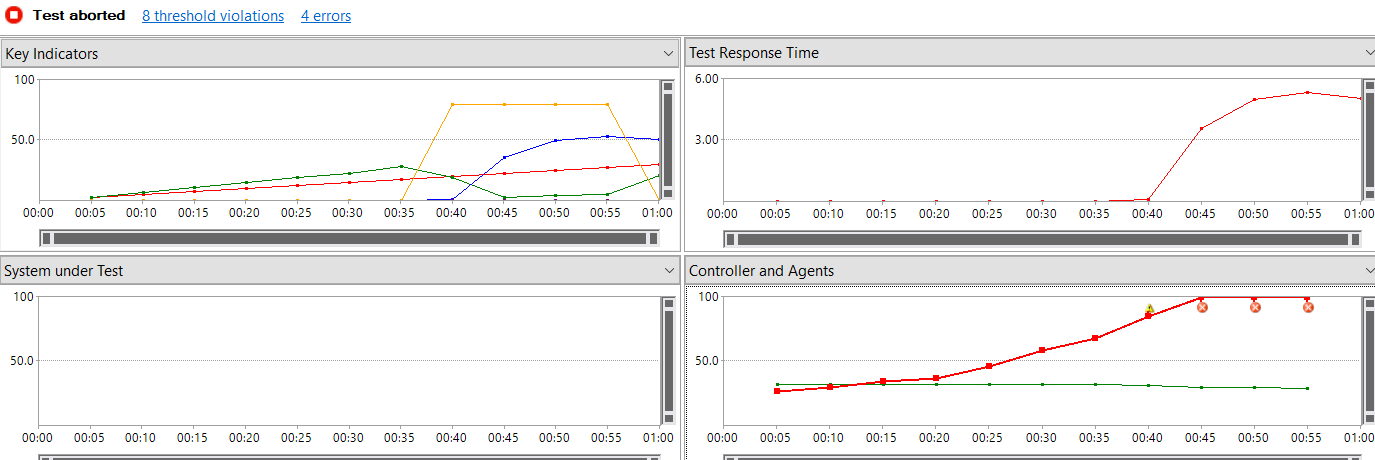 Test aborted 8 threshold violations 4 errors
Key Indicators
100
50.0
00:00 00:05 00:10 00:15 00:20 00:25 00:30 00:35 00:40 00:45 00:50 00:55 01:00
Test Response Time
6.00
3.00
00:00 00:05 00:10 00:15 00:20 00:25 00:30 00:35 00:40 00:45 00:50 00:55 01:00
System under Test
100
50.0
00:00 00:05 00:10 00:15 00:20 00:25 00:30 00:35 00:40 00:45 00:50 00:55 01:00
Controller and Agents
100
50.0
00:00 00:05 00:10 00:15 00:20 00:25 00:30 00:35 00:40 00:45 00:50 00:55 01:00